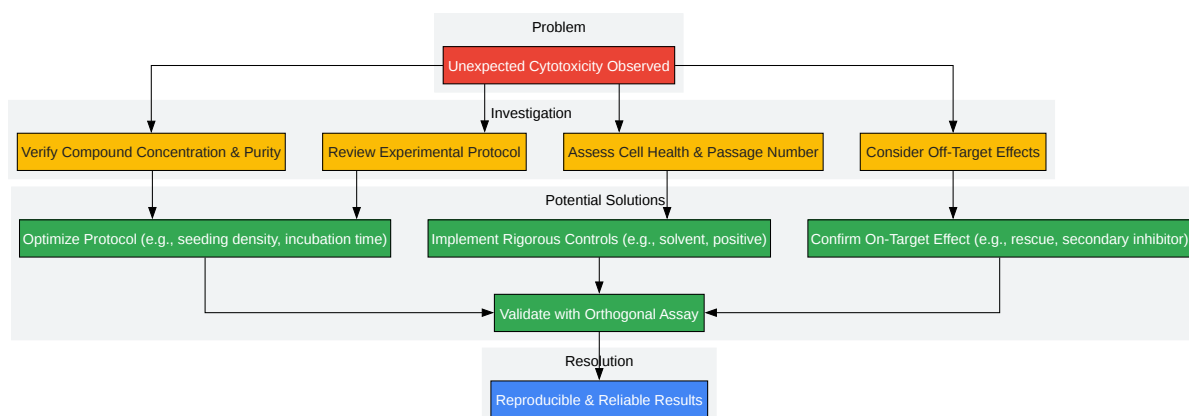 Problem
Unexpected Cytotoxicity Observed
Investigation
Verify Compound Concentration & Purity
Review Experimental Protocol
Assess Cell Health & Passage Number
Consider Off-Target Effects
Potential Solutions
Optimize Protocol (e.g., seeding density, incubation time)
Implement Rigorous Controls (e.g., solvent, positive)
Confirm On-Target Effect (e.g., rescue, secondary inhibitor)
Validate with Orthogonal Assay
Resolution
Reproducible & Reliable Results